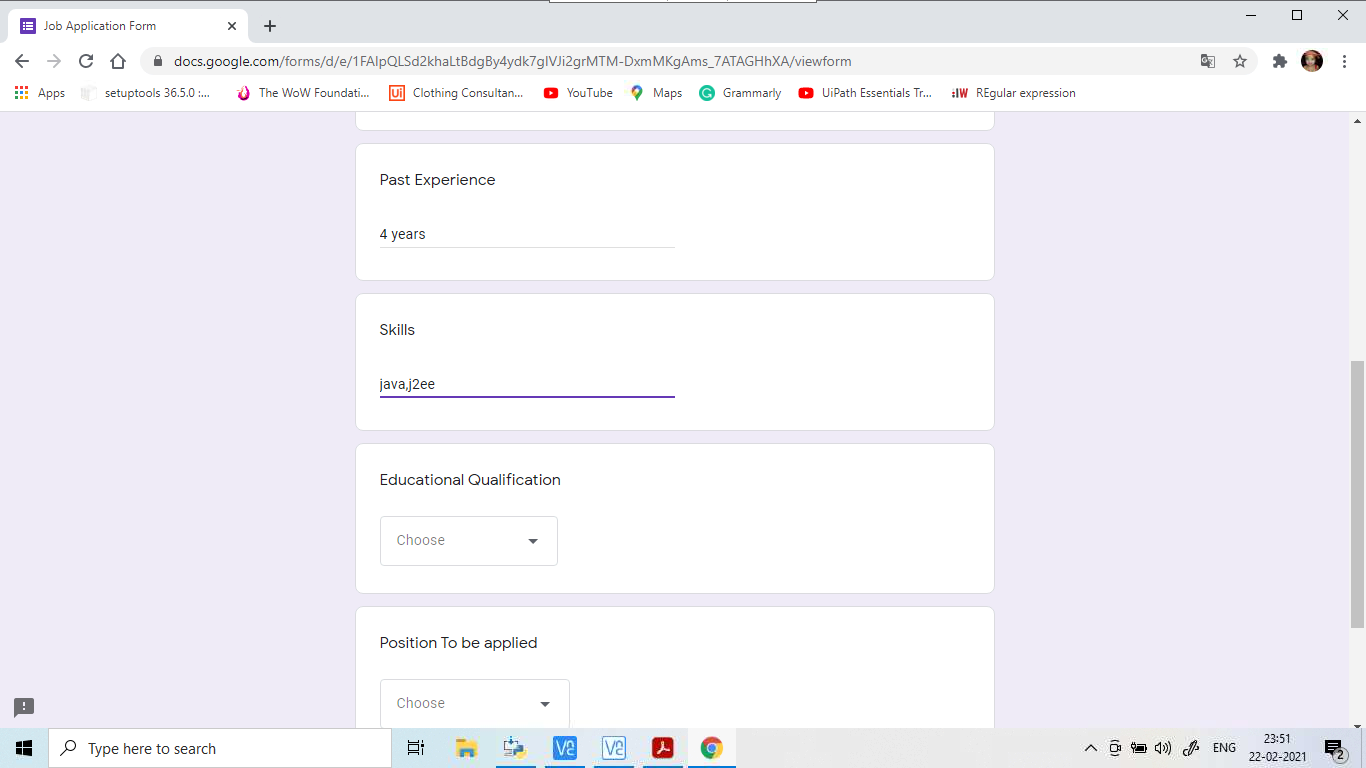 Job Application Form
docs.google.com/forms/d/e/1FAIpQLSd2khaLtBdgBy4ydk7gIVJi2grMTM-DxmMKgAms_7ATAGHhXA/viewform
Apps setuptools 36.5.0 :... The WoW Foundati... Ui Clothing Consultan... YouTube Maps Grammarly UiPath Essentials Tr... REgular expression
Past Experience
4 years
Skills
java,j2ee
Educational Qualification
Choose
Position To be applied
Choose
Type here to search
ENG
23:51
22-02-2021
2